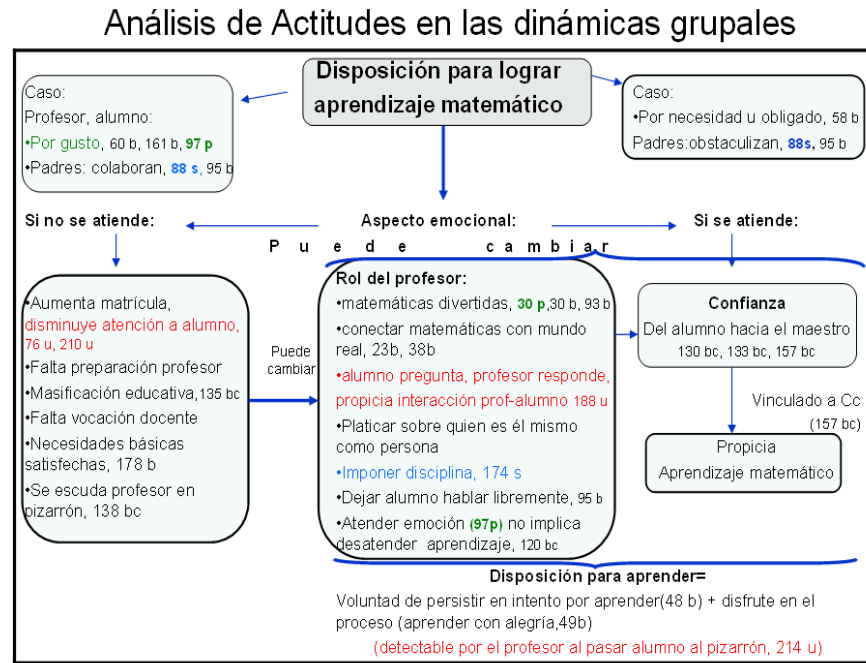 Análisis de Actitudes en las dinámicas grupales
Disposición para lograr
aprendizaje matemático
Caso:
Profesor, alumno:
•Por gusto, 60 b, 161 b, 97 p
•Padres: colaboran, 88 s, 95 b
Caso:
•Por necesidad u obligado, 58 b
Padres:obstaculizan, 88s, 95 b
Si no se atiende:
Aspecto emocional:
Si se atiende:
P u e d e c a m b i a r
•Aumenta matrícula,
disminuye atención a alumno,
76 u, 210 u
•Falta preparación profesor
•Masificación educativa,135 bc
•Falta vocación docente
•Necesidades básicas
satisfechas, 178 b
•Se escuda profesor en
pizarrón, 138 bc
Puede
cambiar
Rol del profesor:
•matemáticas divertidas, 30 p,30 b, 93 b
•conectar matemáticas con mundo
real, 23b, 38b
•alumno pregunta, profesor responde,
propicia interacción prof-alumno 188 u
•Platicar sobre quien es él mismo
como persona
•Imponer disciplina, 174 s
•Dejar alumno hablar libremente, 95 b
•Atender emoción (97p) no implica
desatender aprendizaje, 120 bc
Confianza
Del alumno hacia el maestro
130 bc, 133 bc, 157 bc
Vinculado a Cc
(157 bc)
Propicia
Aprendizaje matemático
Disposición para aprender=
Voluntad de persistir en intento por aprender(48 b) + disfrute en el
proceso (aprender con alegría,49b)
(detectable por el profesor al pasar alumno al pizarrón, 214 u)